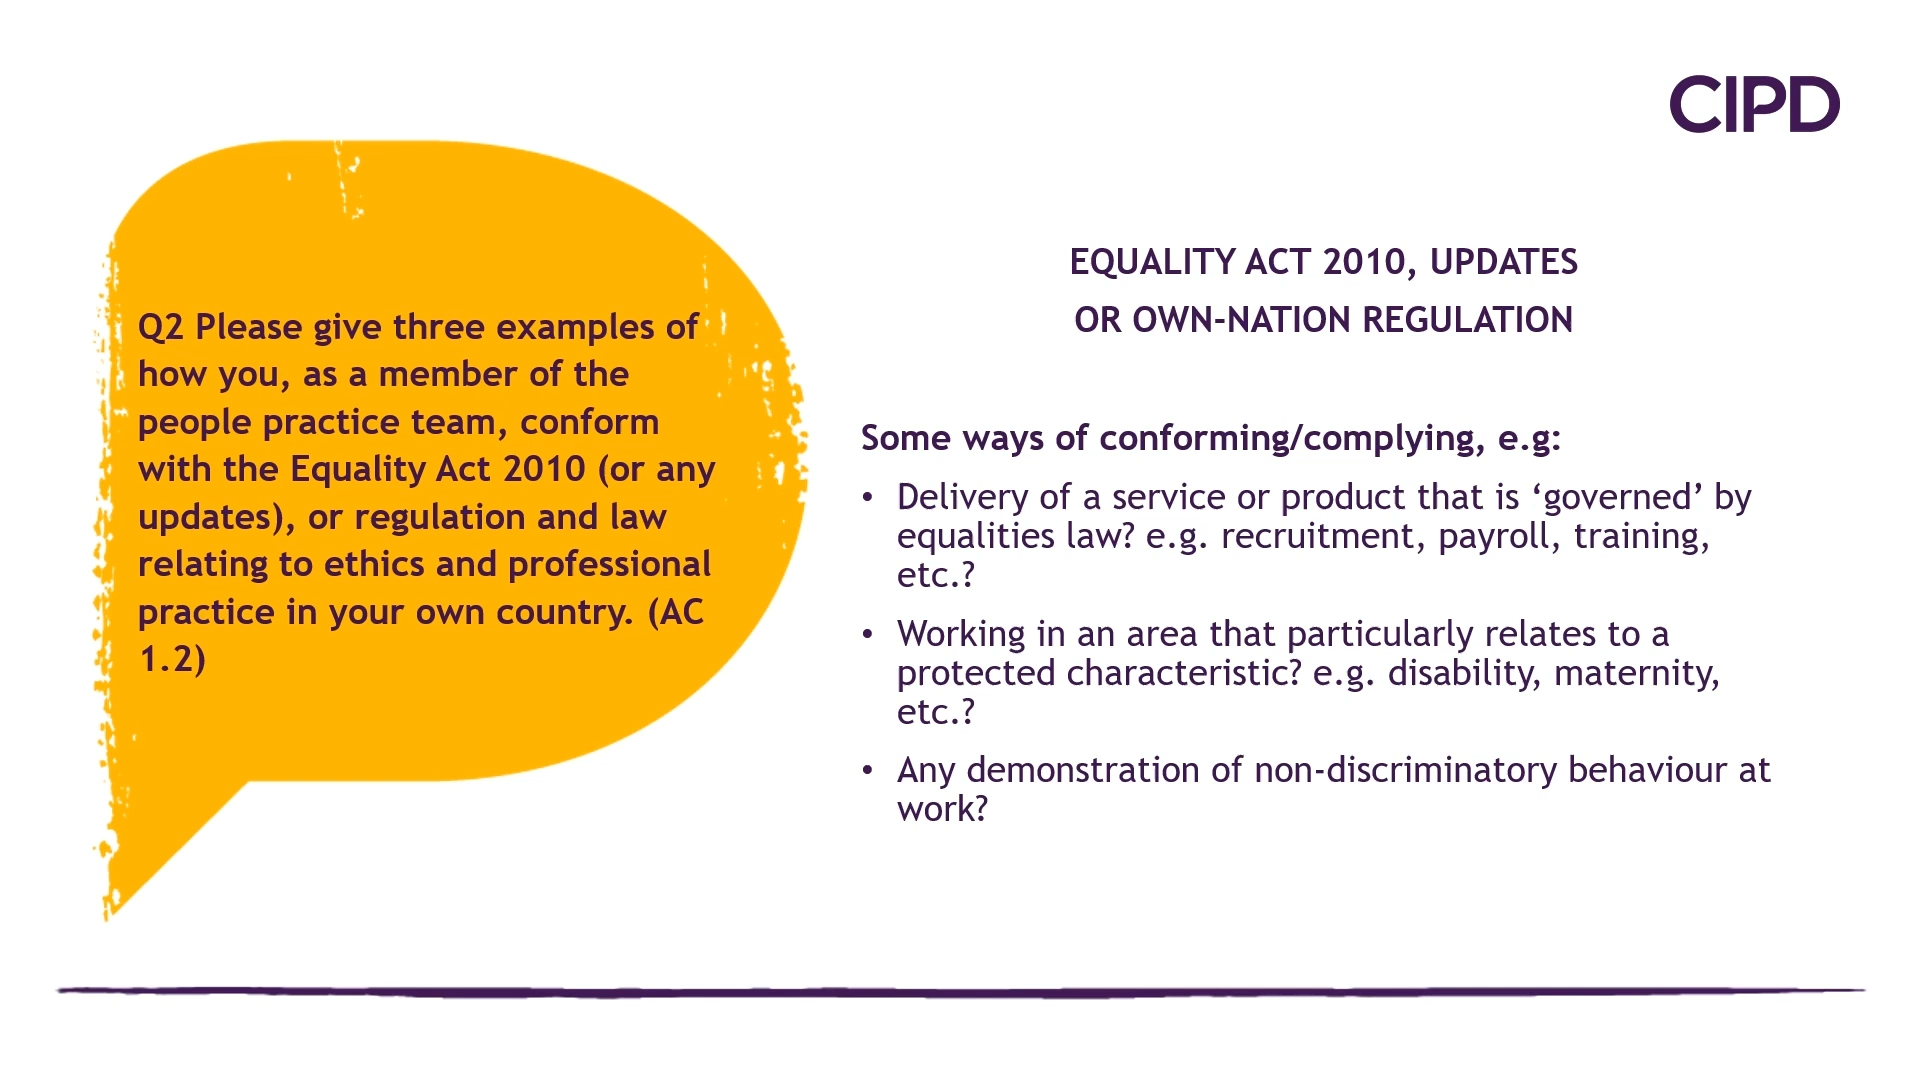 CIPD
Q2 Please give three examples of
how you, as a member of the
people practice team, conform
with the Equality Act 2010 (or any
updates), or regulation and law
relating to ethics and professional
practice in your own country. (AC
1.2)
EQUALITY ACT 2010, UPDATES
OR OWN-NATION REGULATION
Some ways of conforming/complying, e.g:
• Delivery of a service or product that is ‘governed’ by
equalities law? e.g. recruitment, payroll, training,
etc.?
• Working in an area that particularly relates to a
protected characteristic? e.g. disability, maternity,
etc.?
• Any demonstration of non-discriminatory behaviour at
work?